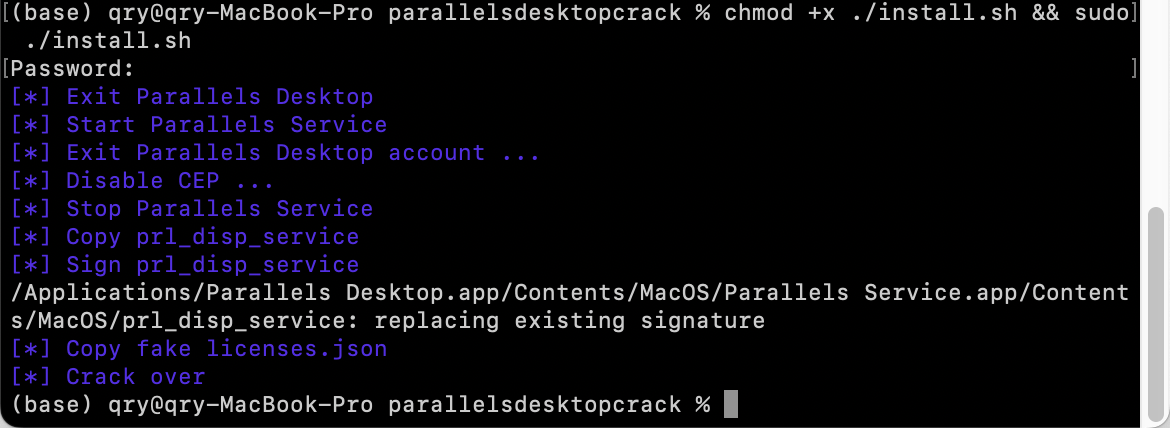 [(base) qry@qry-MacBook-Pro parallelsdesktopcrack % chmod +x ./install.sh && sudo]
./install.sh
[Password: ]
[*] Exit Parallels Desktop
[*] Start Parallels Service
[*] Exit Parallels Desktop account ...
[*] Disable CEP ...
[*] Stop Parallels Service
[*] Copy prl_disp_service
[*] Sign prl_disp_service
/Applications/Parallels Desktop.app/Contents/MacOS/Parallels Service.app/Content
s/MacOS/prl_disp_service: replacing existing signature
[*] Copy fake licenses.json
[*] Crack over
(base) qry@qry-MacBook-Pro parallelsdesktopcrack %